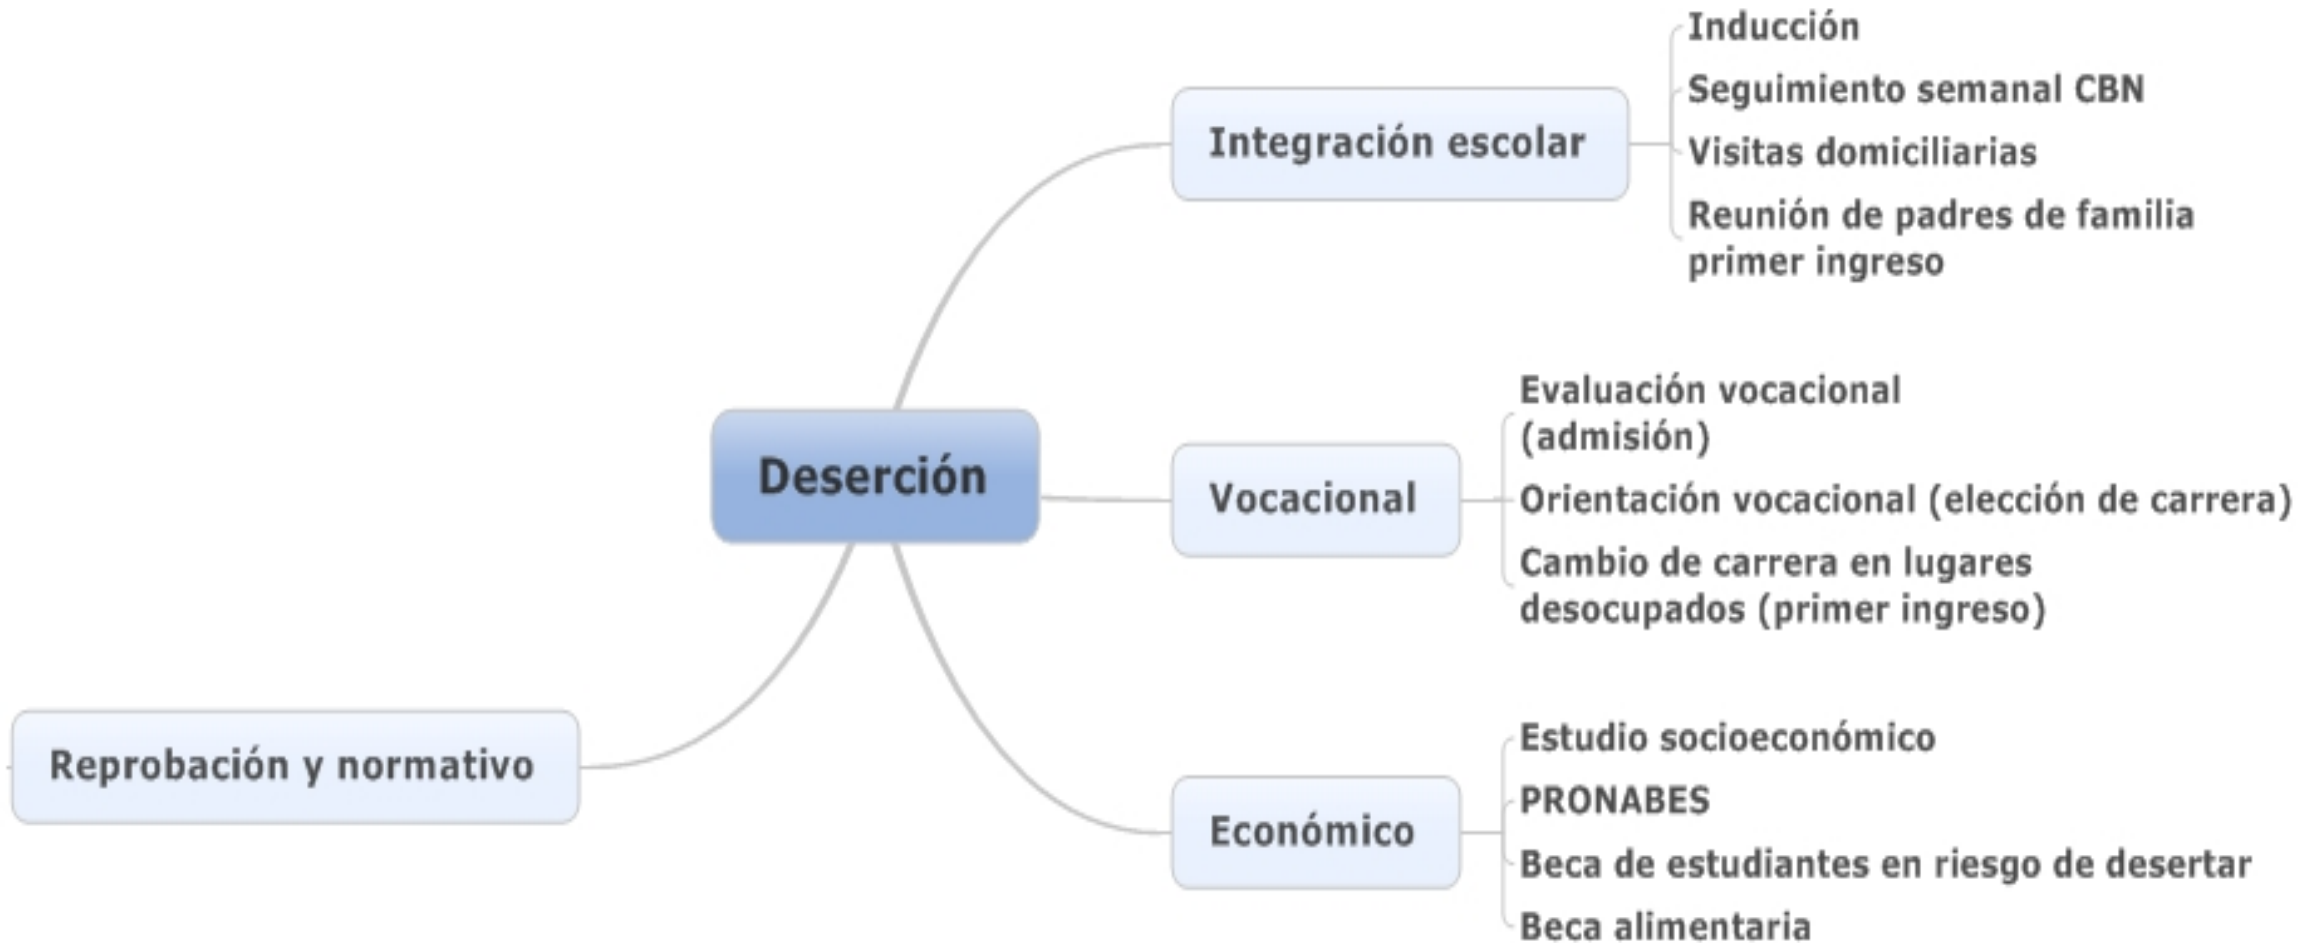 Inducción
Seguimiento semanal CBN
Integración escolar
Visitas domiciliarias
Reunión de padres de familia
primer ingreso
Deserción
Evaluación vocacional
(admisión)
Vocacional
Orientación vocacional (elección de carrera)
Cambio de carrera en lugares
desocupados (primer ingreso)
Reprobación y normativo
Económico
Estudio socioeconómico
PRONABES
Beca de estudiantes en riesgo de desertar
Beca alimentaria